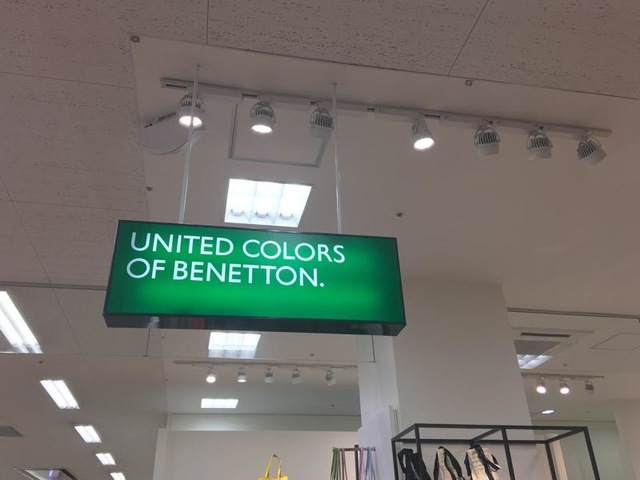 UNITED COLORS
OF BENETTON.